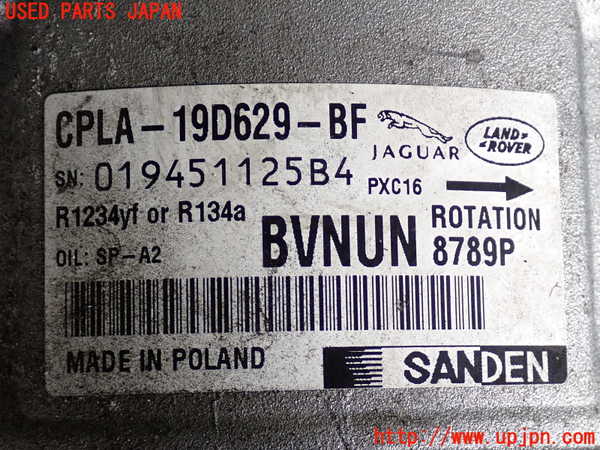 USED PARTS JAPAN
CPLA-19D629-BF
JAGUAR
LAND-
ROVER
SN: 019451125B4
PXC16
R1234yf or R134a
ROTATION
OIL: SP-A2
BVNUN
8789P
MADE IN POLAND
SANDEN
http://www.upjpn.com